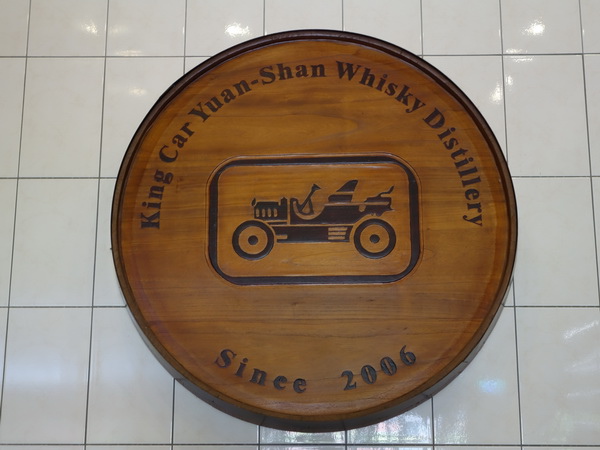 King Car Yuan-Shan Whisky Distillery
Since 2006